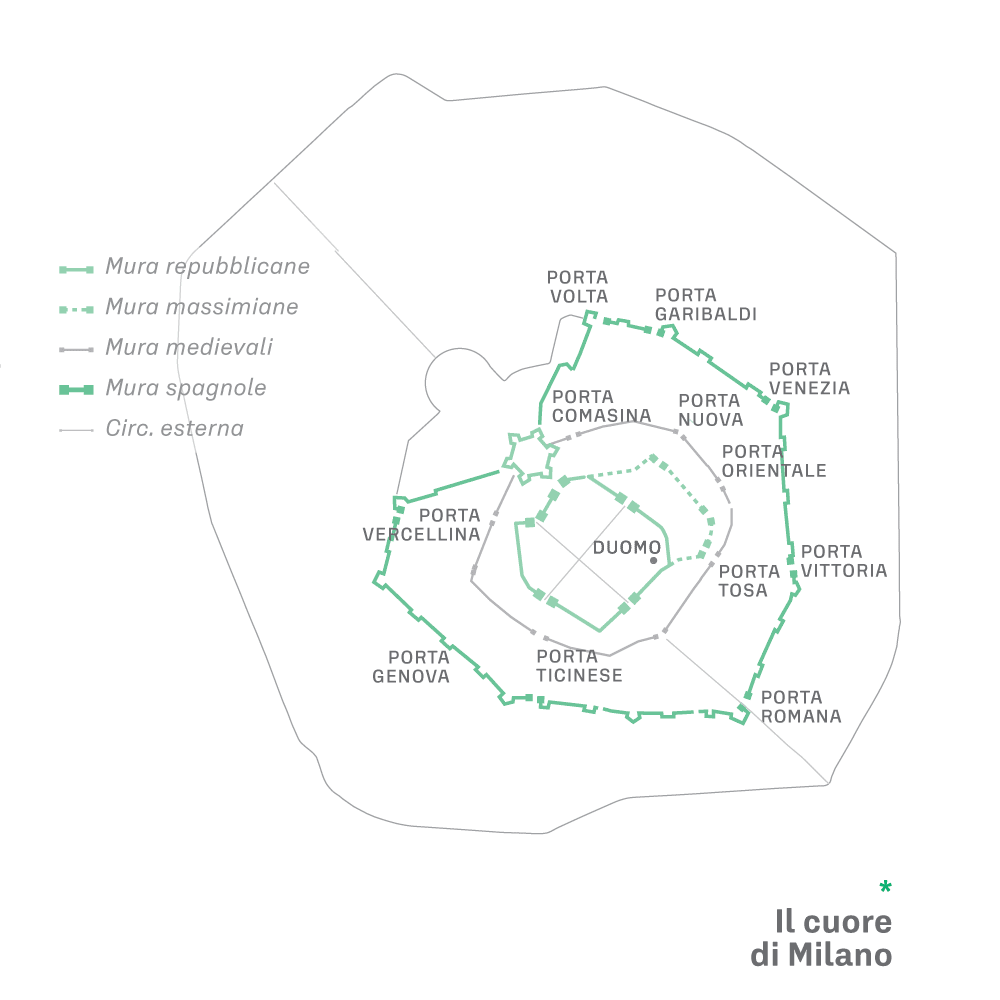 Mura repubblicane
Mura massimiane
Mura medievali
Mura spagnole
Circ. esterna
PORTA
VOLTA
PORTA
GARIBALDI
PORTA
VENEZIA
PORTA
COMASINA
PORTA
NUOVA
PORTA
ORIENTALE
PORTA
VERCELLINA
DUOMO
PORTA
VITTORIA
PORTA
TOSA
PORTA
GENOVA
PORTA
TICINESE
PORTA
ROMANA
*
Il cuore
di Milano